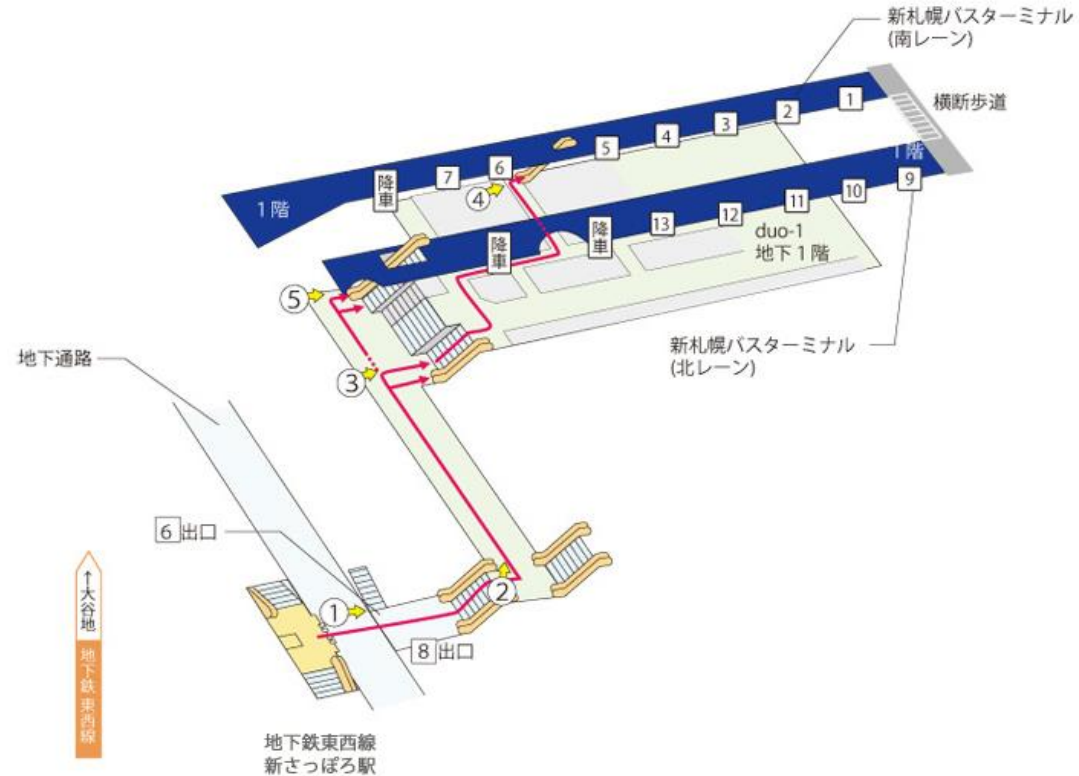 新札幌バスターミナル
(南レーン)
横断歩道
1
2
3
4
5
6
7
降車
④
1階
1階
9
10
11
12
13
降車
降車
duo-1
地下1階
⑤
③
新札幌バスターミナル
(北レーン)
地下通路
6出口
①
②
8出口
↑大谷地
地下鉄東西線
地下鉄東西線
新さっぽろ駅